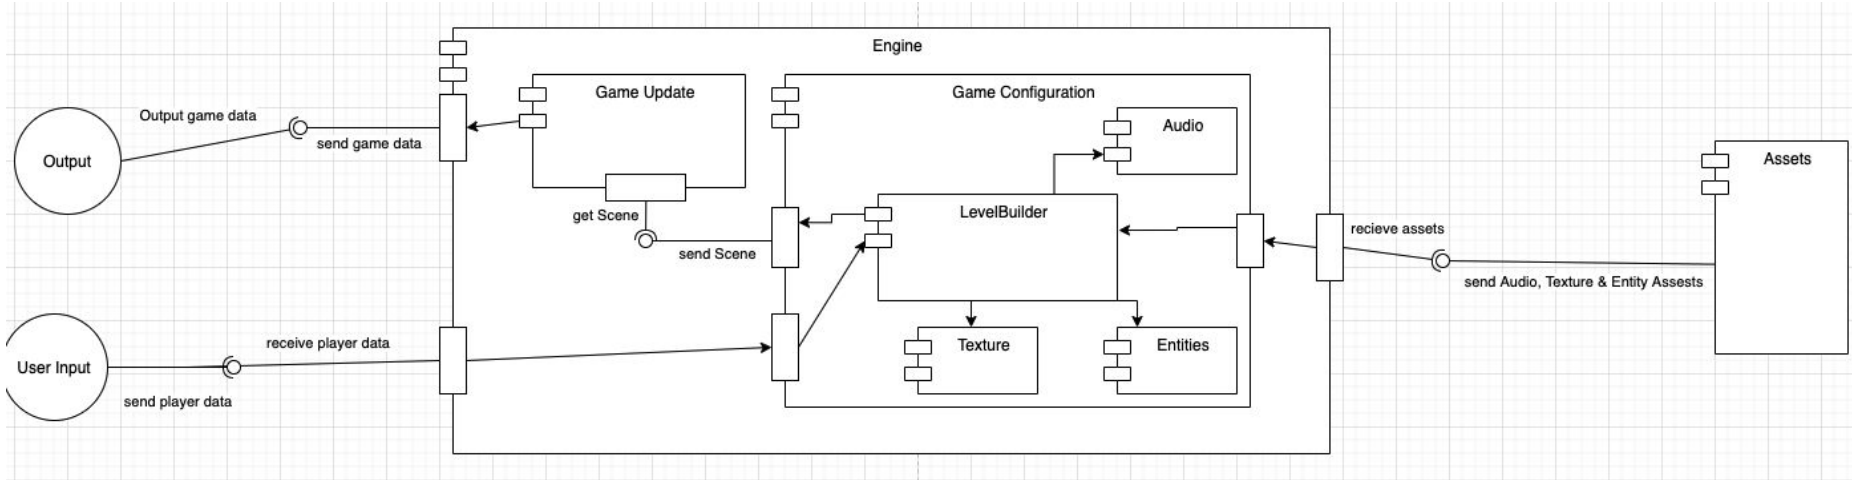 Engine
Game Update
Game Configuration
Output game data
send game data
Output
Audio
Assets
get Scene
send Scene
LevelBuilder
recieve assets
send Audio, Texture & Entity Assests
receive player data
User Input
send player data
Texture
Entities